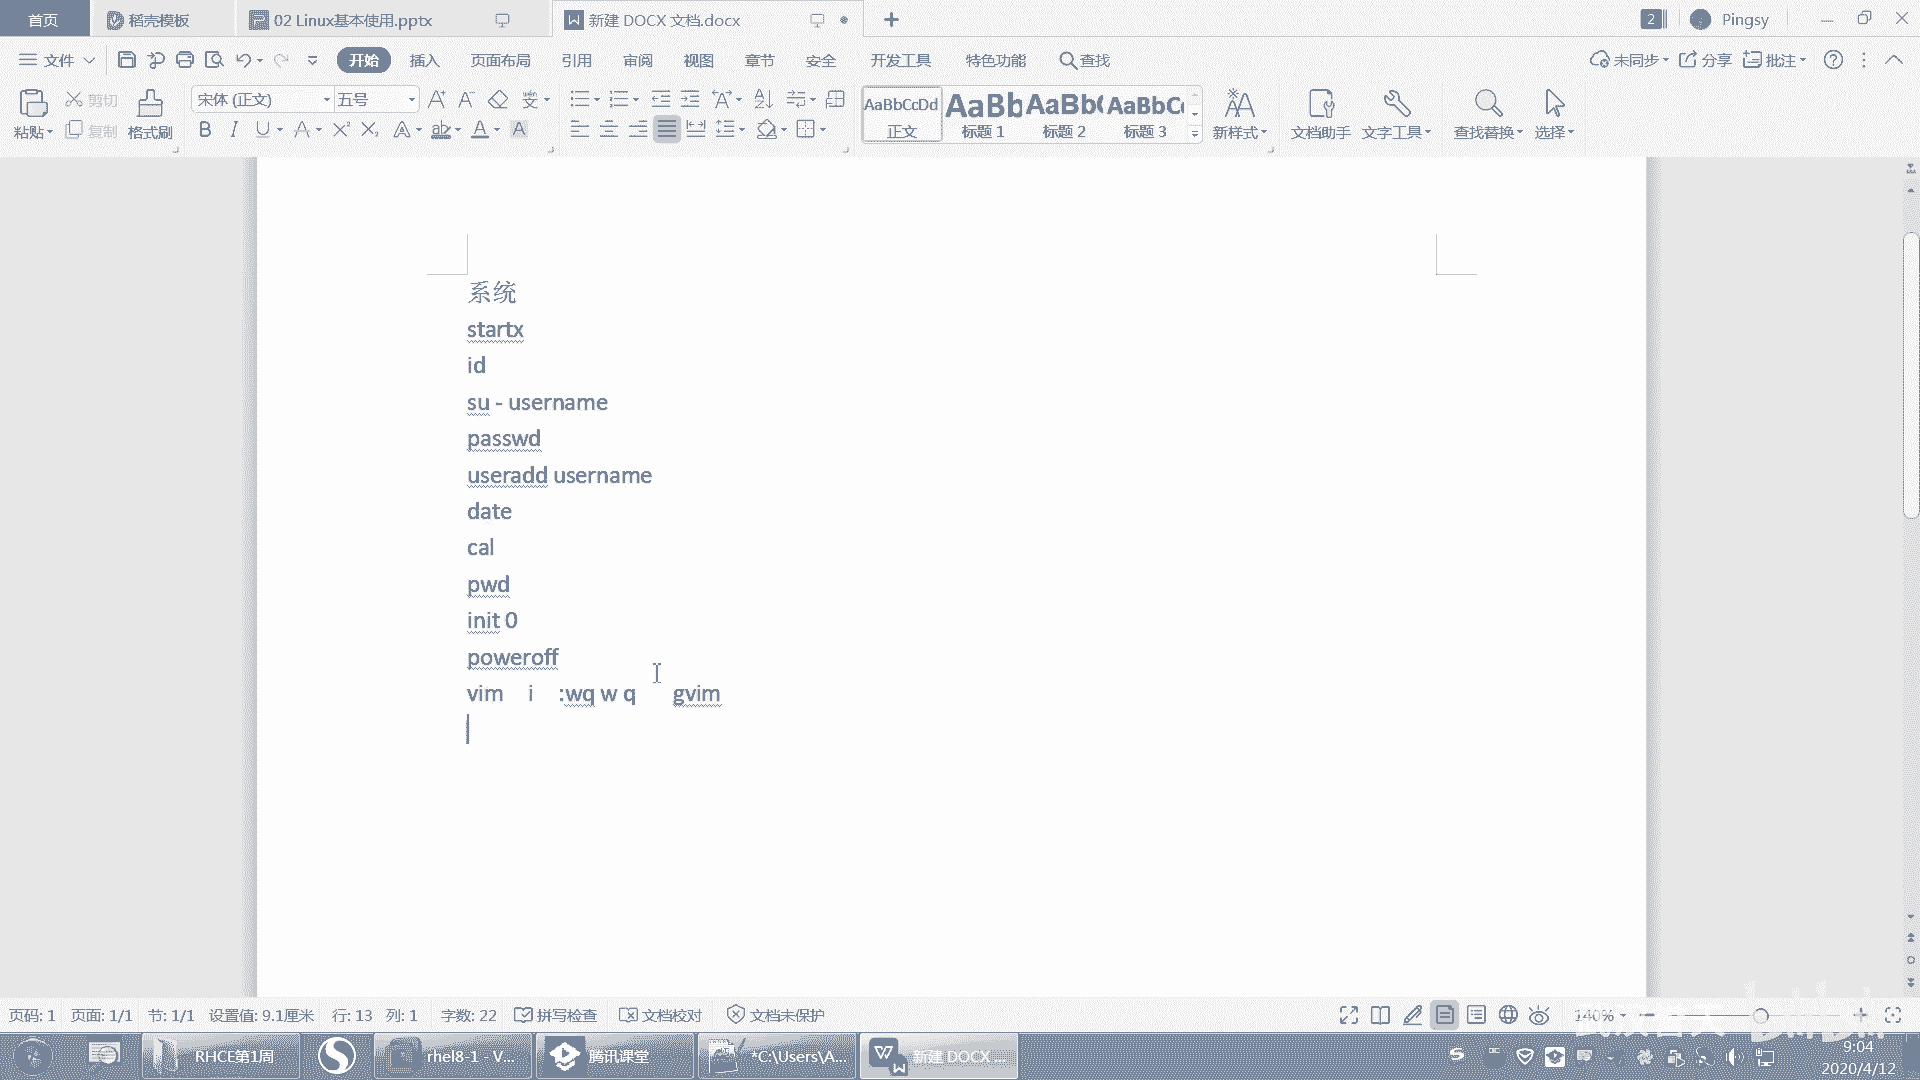 首页 稻壳模板 02 Linux基本使用.pptx 新建 DOCX 文档.docx 2 Pingsy
文件 开始 插入 页面布局 引用 审阅 视图 章节 安全 开发工具 特色功能 查找 未同步 分享 批注
粘贴 剪切 复制 格式刷 宋体 (正文) 五号 AaBbCcDd 正文 AaBb 标题 1 AaBb( 标题 2 AaBbC 标题 3 新样式 文档助手 文字工具 查找替换 选择
系统
startx
id
su - username
passwd
useradd username
date
cal
pwd
init 0
poweroff
vim i :wq w q gvim
页码: 1 页面: 1/1 节: 1/1 设置值: 9.1厘米 行: 13 列: 1 字数: 22 拼写检查 文档校对 文档未保护 140%
RHCE第1周 rhel8-1 - V... 腾讯课堂 *C:\Users\A... 新建 DOCX ... 9:04
2020/4/12